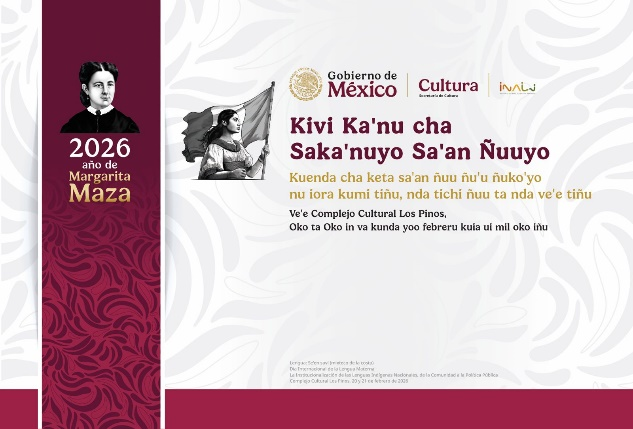 2026
año de
Margarita
Maza
Gobierno de
México
Cultura
Secretaría de Cultura
INALI
Kivi Ka'nu cha
Saka'nuyo Sa'an Ñuuyo
Kuenda cha keta sa'an ñuu ñu'u ñuko'yo
nu iora kumi tiñu, nda tichi ñuu ta nda ve'e tiñu
Ve'e Complejo Cultural Los Pinos,
Oko ta Oko in va kunda yoo febreru kuia ui mil oko iñu
Día Internacional de la Lengua Materna
La Institucionalización de las Lenguas Indígenas Nacionales, de la Comunidad a la Política Pública
Complejo Cultural Los Pinos, 20 y 21 de febrero de 2026